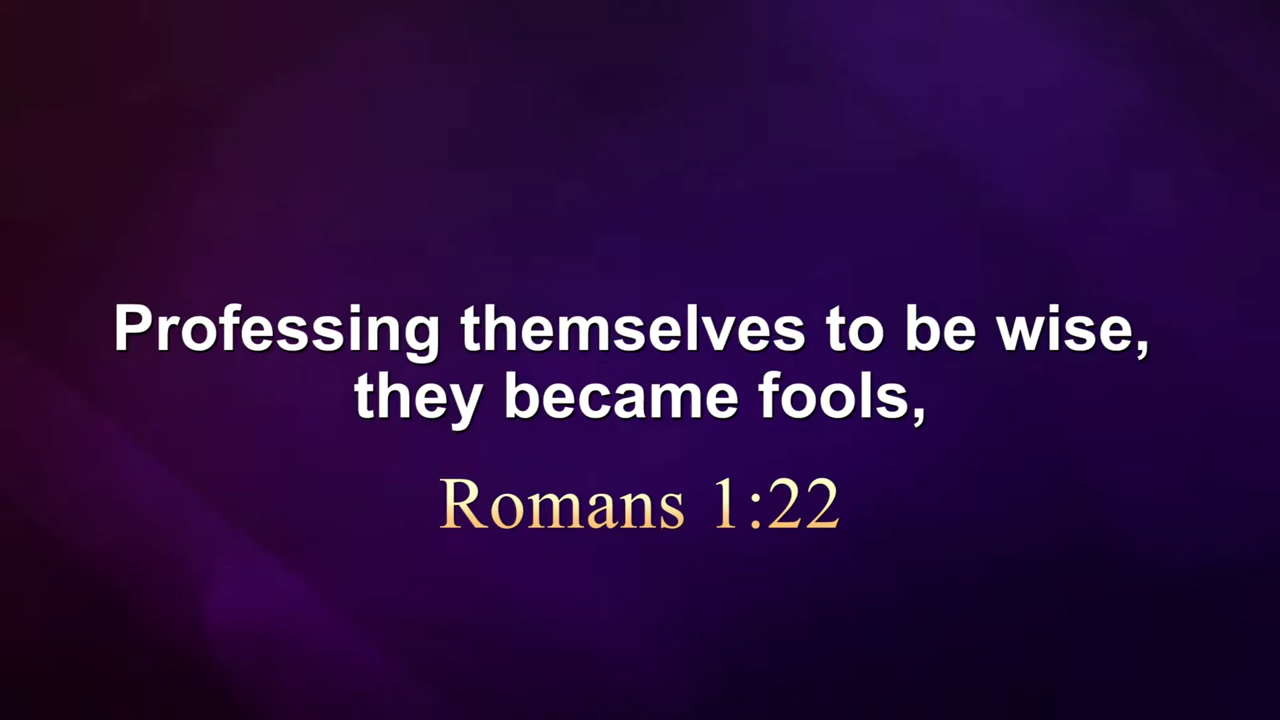 Professing themselves to be wise,
they became fools,
Romans 1:22